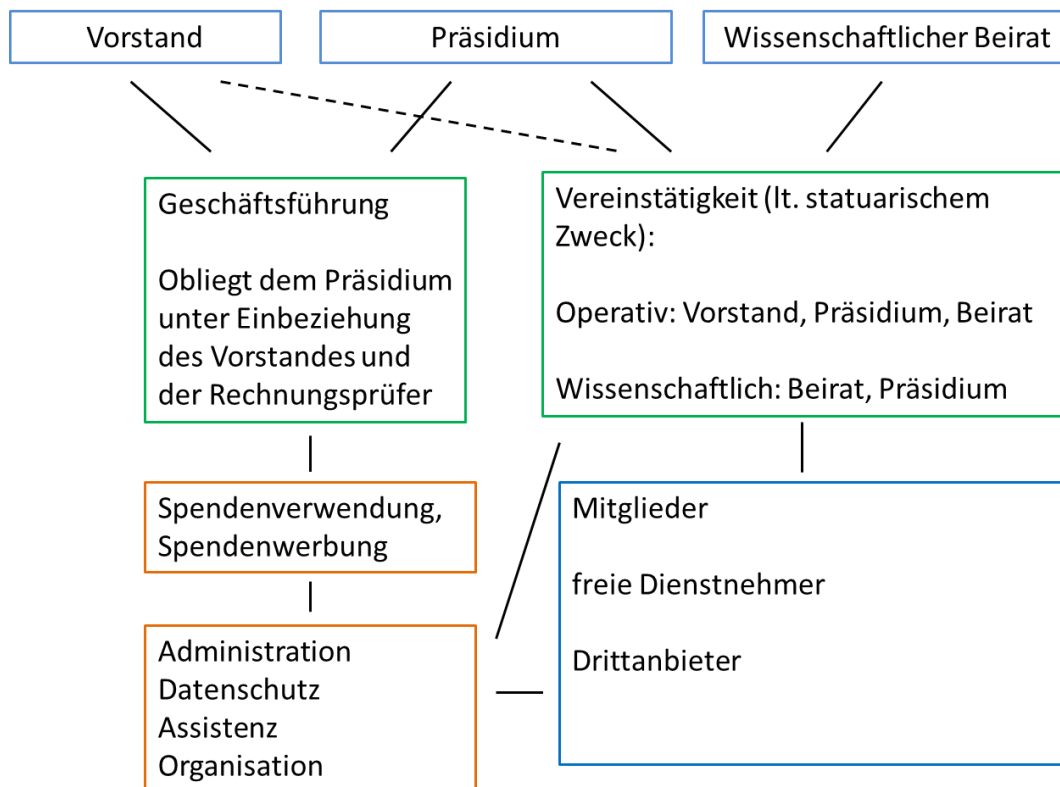 Vorstand
Präsidium
Wissenschaftlicher Beirat
Geschäftsführung
Obliegt dem Präsidium
unter Einbeziehung
des Vorstandes und
der Rechnungsprüfer
Vereinstätigkeit (lt. statuarischem
Zweck):
Operativ: Vorstand, Präsidium, Beirat
Wissenschaftlich: Beirat, Präsidium
Spendenverwendung,
Spendenwerbung
Mitglieder
freie Dienstnehmer
Drittanbieter
Administration
Datenschutz
Assistenz
Organisation